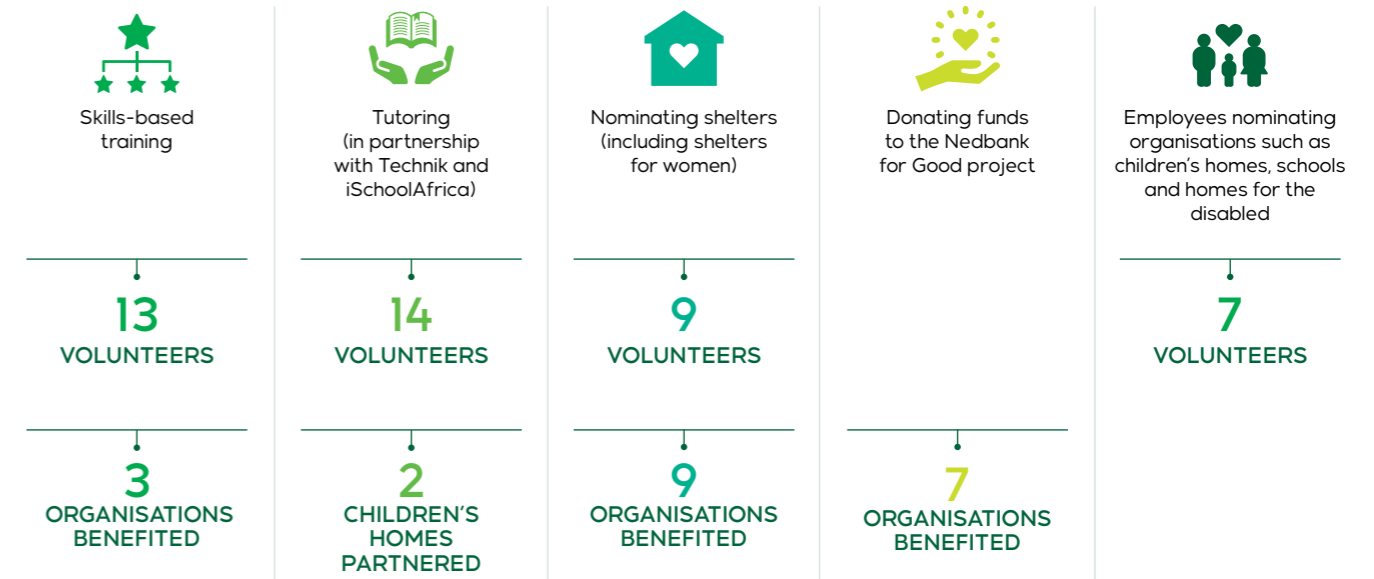 Skills-based
training
13
VOLUNTEERS
3
ORGANISATIONS
BENEFITED
Tutoring
(in partnership
with Technik and
iSchoolAfrica)
14
VOLUNTEERS
2
CHILDREN’S
HOMES
PARTNERED
Nominating shelters
(including shelters
for women)
9
VOLUNTEERS
9
ORGANISATIONS
BENEFITED
Donating funds
to the Nedbank
for Good project
7
ORGANISATIONS
BENEFITED
Employees nominating
organisations such as
children’s homes, schools
and homes for the
disabled
7
VOLUNTEERS